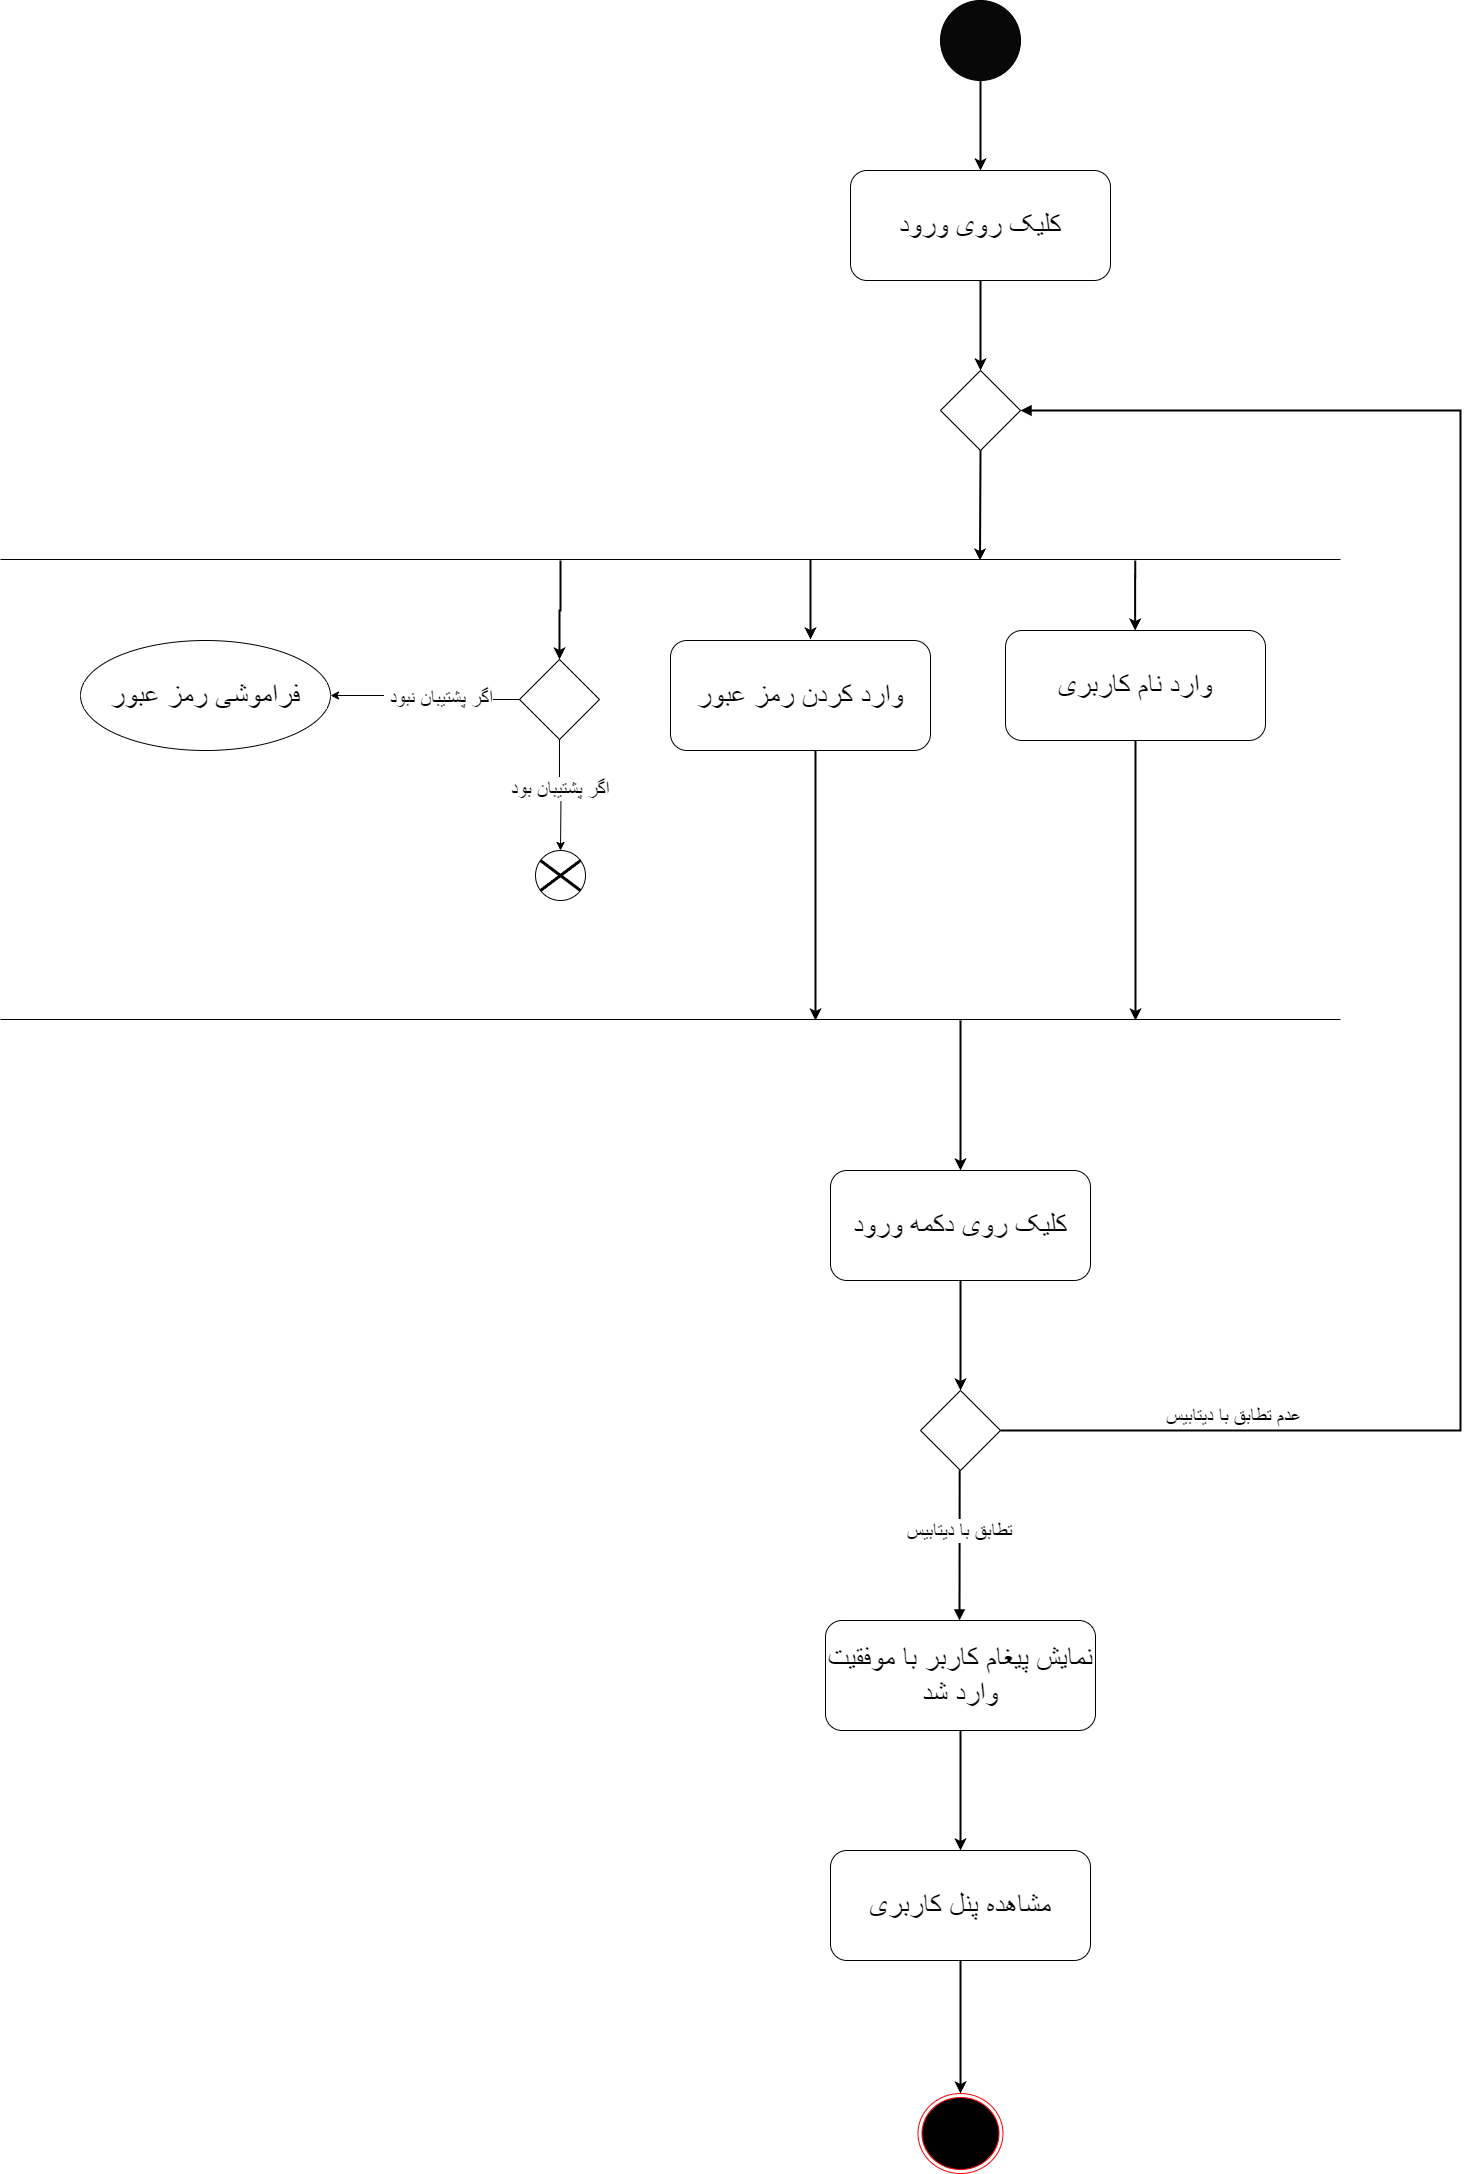 کلیک روی ورود
وارد نام کاربری
وارد کردن رمز عبور
اگر پشتیبان نبود
فراموشی رمز عبور
اگر پشتیبان بود
کلیک روی دکمه ورود
عدم تطابق با دیتابیس
تطابق با دیتابیس
نمایش پیغام کاربر با موفقیت
وارد شد
مشاهده پنل کاربری